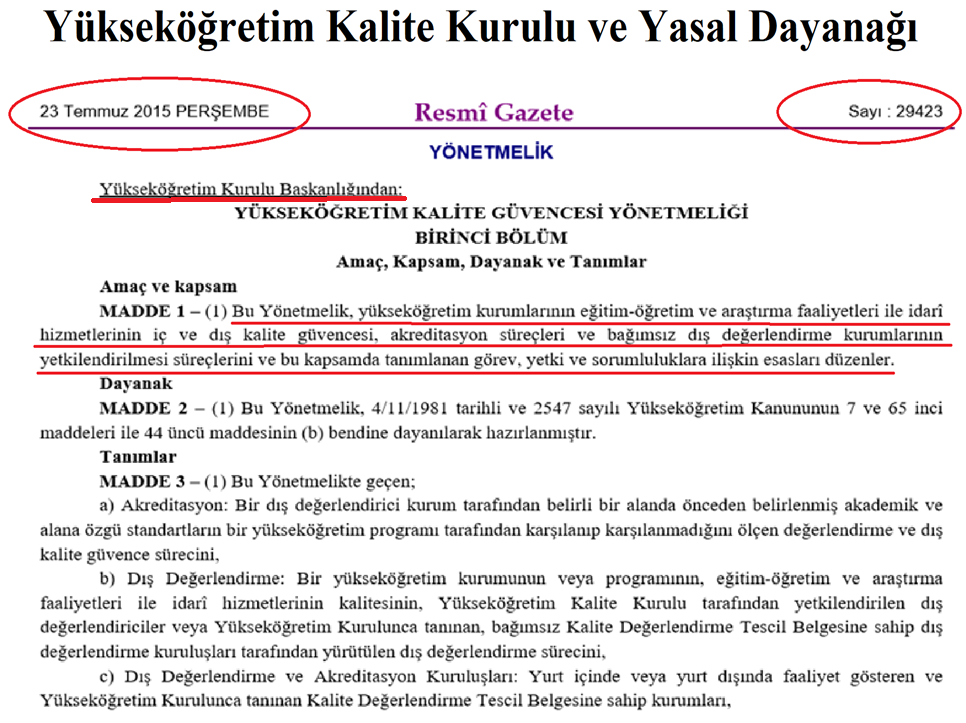 Yükseköğretim Kalite Kurulu ve Yasal Dayanağı
23 Temmuz 2015 PERŞEMBE
Resmî Gazete
Sayı : 29423
YÖNETMELİK
Yükseköğretim Kurulu Başkanlığından:
YÜKSEKÖĞRETİM KALİTE GÜVENCESİ YÖNETMELİĞİ
BİRİNCİ BÖLÜM
Amaç, Kapsam, Dayanak ve Tanımlar
Amaç ve kapsam
MADDE 1 – (1) Bu Yönetmelik, yükseköğretim kurumlarının eğitim-öğretim ve araştırma faaliyetleri ile idarî
hizmetlerinin iç ve dış kalite güvencesi, akreditasyon süreçleri ve bağımsız dış değerlendirme kurumlarının
yetkilendirilmesi süreçlerini ve bu kapsamda tanımlanan görev, yetki ve sorumluluklara ilişkin esasları düzenler.
Dayanak
MADDE 2 – (1) Bu Yönetmelik, 4/11/1981 tarihli ve 2547 sayılı Yükseköğretim Kanununun 7 ve 65 inci
maddeleri ile 44 üncü maddesinin (b) bendine dayanılarak hazırlanmıştır.
Tanımlar
MADDE 3 – (1) Bu Yönetmelikte geçen;
a) Akreditasyon: Bir dış değerlendirici kurum tarafından belirli bir alanda önceden belirlenmiş akademik ve
alana özgü standartların bir yükseköğretim programı tarafından karşılanıp karşılanmadığını ölçen değerlendirme ve dış
kalite güvence sürecini,
b) Dış Değerlendirme: Bir yükseköğretim kurumunun veya programının, eğitim-öğretim ve araştırma
faaliyetleri ile idarî hizmetlerinin kalitesinin, Yükseköğretim Kalite Kurulu tarafından yetkilendirilen dış
değerlendiriciler veya Yükseköğretim Kurulunca tanınan, bağımsız Kalite Değerlendirme Tescil Belgesine sahip dış
değerlendirme kuruluşları tarafından yürütülen dış değerlendirme sürecini,
c) Dış Değerlendirme ve Akreditasyon Kuruluşları: Yurt içinde veya yurt dışında faaliyet gösteren ve
Yükseköğretim Kurulunca tanınan Kalite Değerlendirme Tescil Belgesine sahip kurumları,